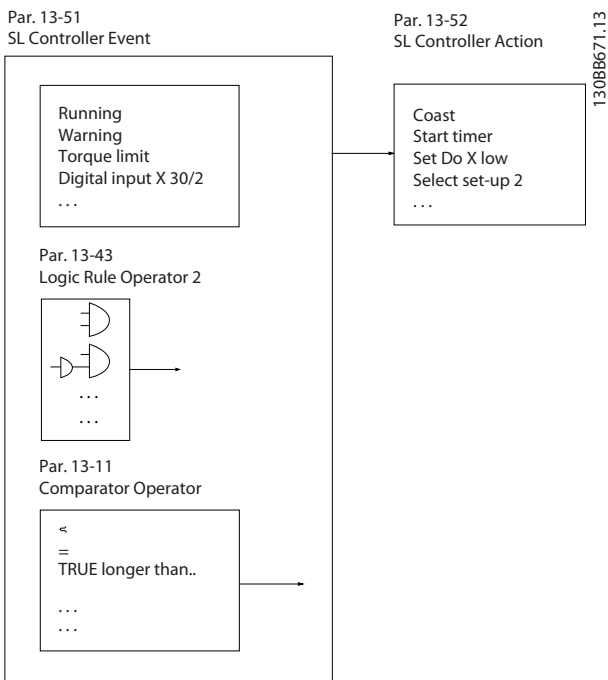 Par. 13-51
SL Controller Event
Par. 13-52
SL Controller Action
130BB671.13
Running
Warning
Torque limit
Digital input X 30/2
. . .
Coast
Start timer
Set Do X low
Select set-up 2
. . .
Par. 13-43
Logic Rule Operator 2
. . .
. . .
Par. 13-11
Comparator Operator
<
=
TRUE longer than..
. . .
. . .